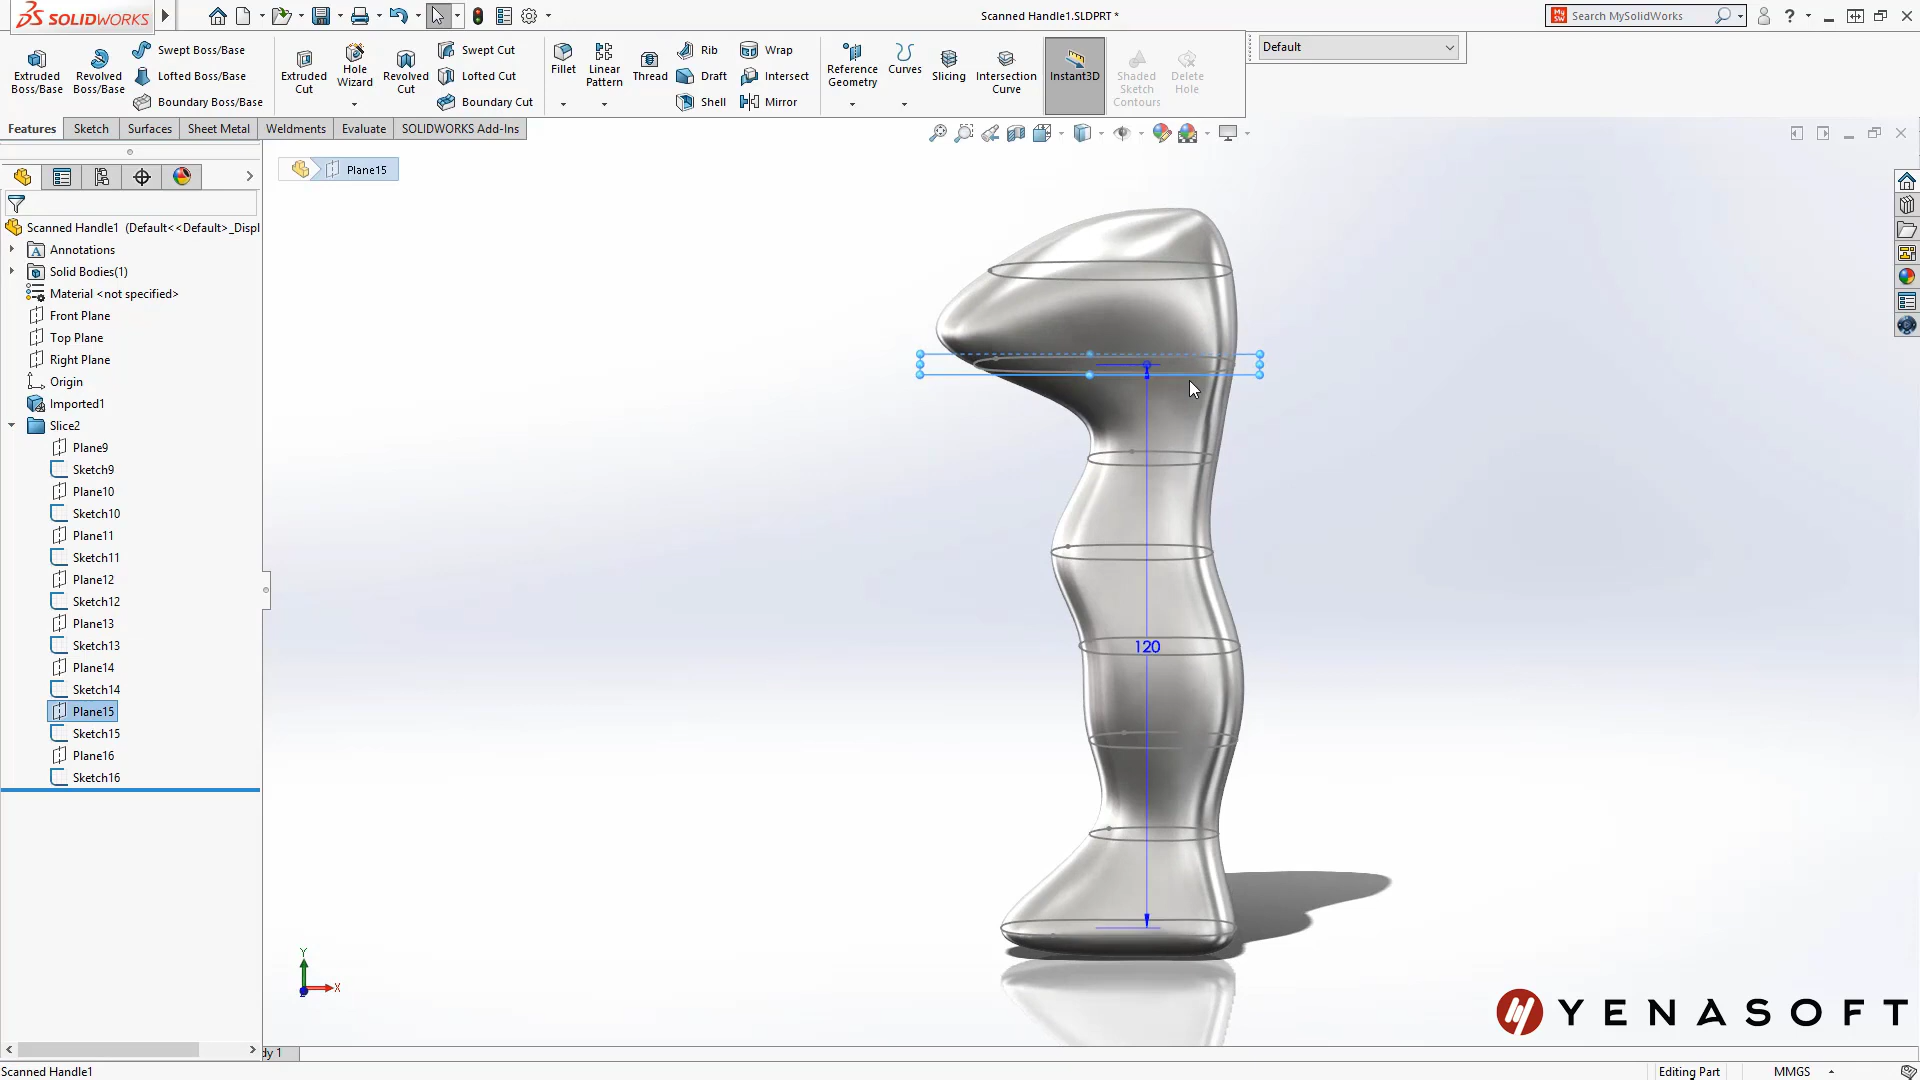 SOLIDWORKS
Scanned Handle1.SLDPRT *
Search MySolidWorks
Extruded Boss/Base
Revolved Boss/Base
Swept Boss/Base
Lofted Boss/Base
Boundary Boss/Base
Extruded Cut
Hole Wizard
Revolved Cut
Swept Cut
Lofted Cut
Boundary Cut
Fillet
Linear Pattern
Thread
Rib
Draft
Shell
Wrap
Intersect
Mirror
Reference Geometry
Curves
Slicing
Intersection Curve
Instant3D
Shaded Sketch Contours
Delete Hole
Default
Features
Sketch
Surfaces
Sheet Metal
Weldments
Evaluate
SOLIDWORKS Add-Ins
Plane15
Scanned Handle1 (Default<<Default>_Displ
Annotations
Solid Bodies(1)
Material <not specified>
Front Plane
Top Plane
Right Plane
Origin
Imported1
Slice2
Plane9
Sketch9
Plane10
Sketch10
Plane11
Sketch11
Plane12
Sketch12
Plane13
Sketch13
Plane14
Sketch14
Plane15
Sketch15
Plane16
Sketch16
120
Y
X
YENASOFT
dy 1
Scanned Handle1
Editing Part
MMGS